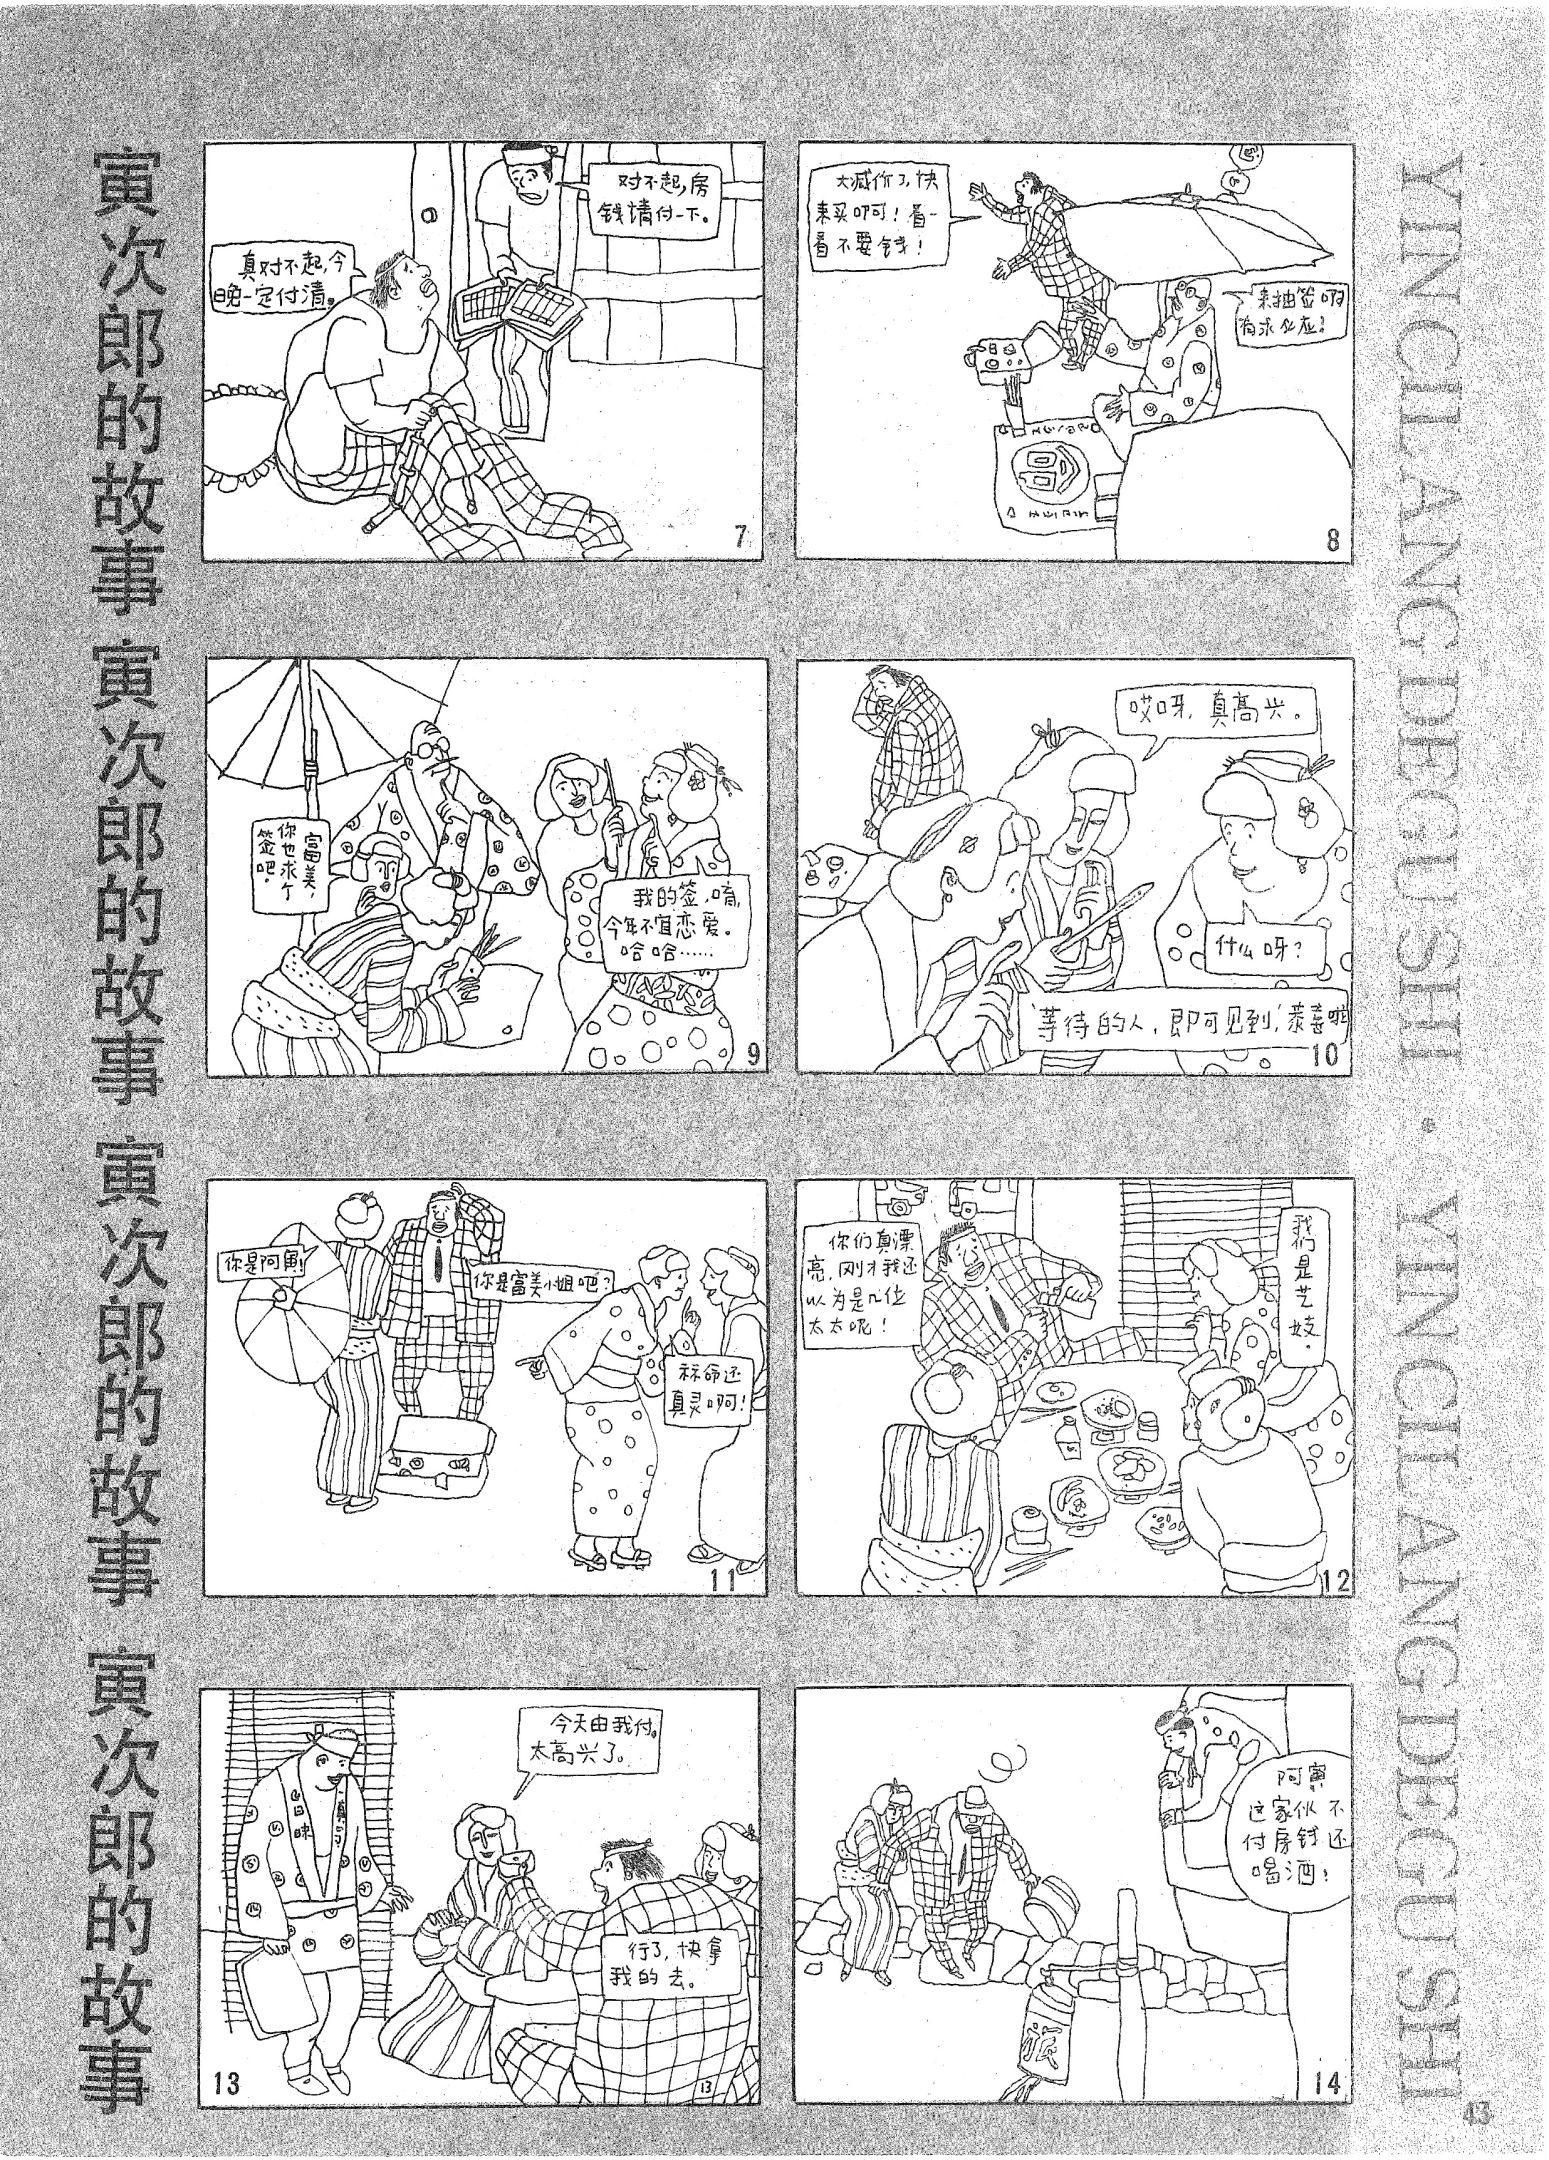 寅次郎的故事 寅次郎的故事 寅次郎的故事 寅次郎的故事
对不起,房
钱请付一下。
真对不起,今
晚一定付清。
7
大减价了,快
来买啊!看一
看不要钱!
来抽签啊
有求必应!
8
富美,
你也求个
签吧!
我的签,唷,
今年不宜恋爱。
哈哈……
9
哎呀,真高兴。
什么呀?
‘等待的人,即可见到,’恭喜啦
10
你是阿寅!
你是富美小姐吧?
神命还
真灵啊!
11
你们真漂
亮,刚才我还
以为是几位
太太呢!
我们是艺妓。
12
今天由我付。
太高兴了。
行了,快拿
我的去。
13
13
阿寅
这家伙不
付房钱还
喝酒!
旅
14
YINCILANGDEGUSHI·YINCILANGDEGUSHI
43